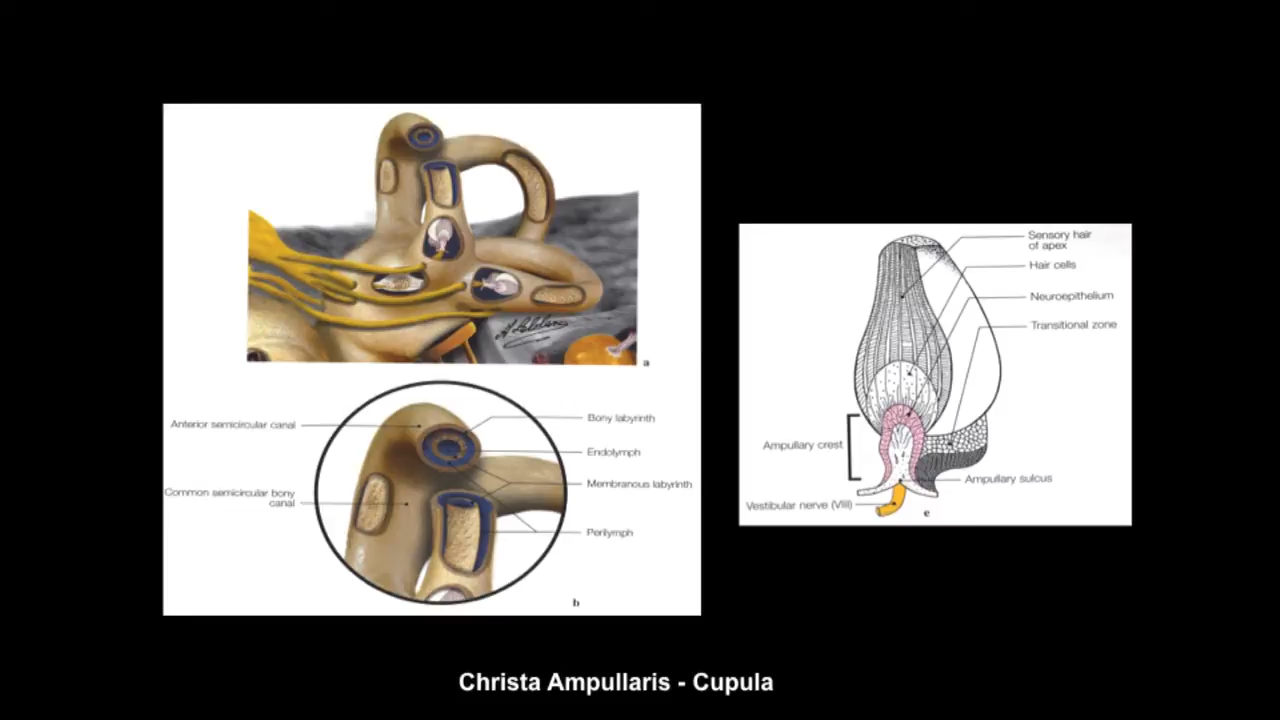 a
Anterior semicircular canal
Common semicircular bony
canal
Bony labyrinth
Endolymph
Membranous labyrinth
Perilymph
b
Sensory hair
of apex
Hair cells
Neuroepithelium
Transitional zone
Ampullary crest
Ampullary sulcus
Vestibular nerve (VIII)
e
Christa Ampullaris - Cupula